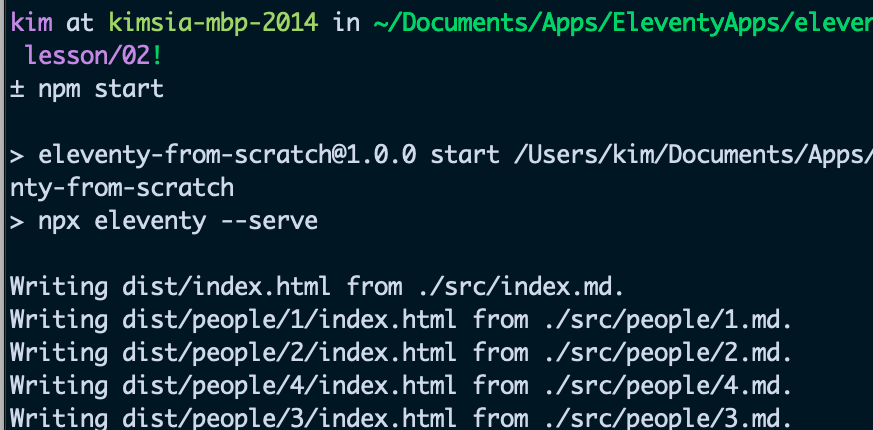 kim at kimsia-mbp-2014 in ~/Documents/Apps/EleventyApps/eleven
lesson/02!
± npm start
> eleventy-from-scratch@1.0.0 start /Users/kim/Documents/Apps/
nty-from-scratch
> npx eleventy --serve
Writing dist/index.html from ./src/index.md.
Writing dist/people/1/index.html from ./src/people/1.md.
Writing dist/people/2/index.html from ./src/people/2.md.
Writing dist/people/4/index.html from ./src/people/4.md.
Writing dist/people/3/index.html from ./src/people/3.md.